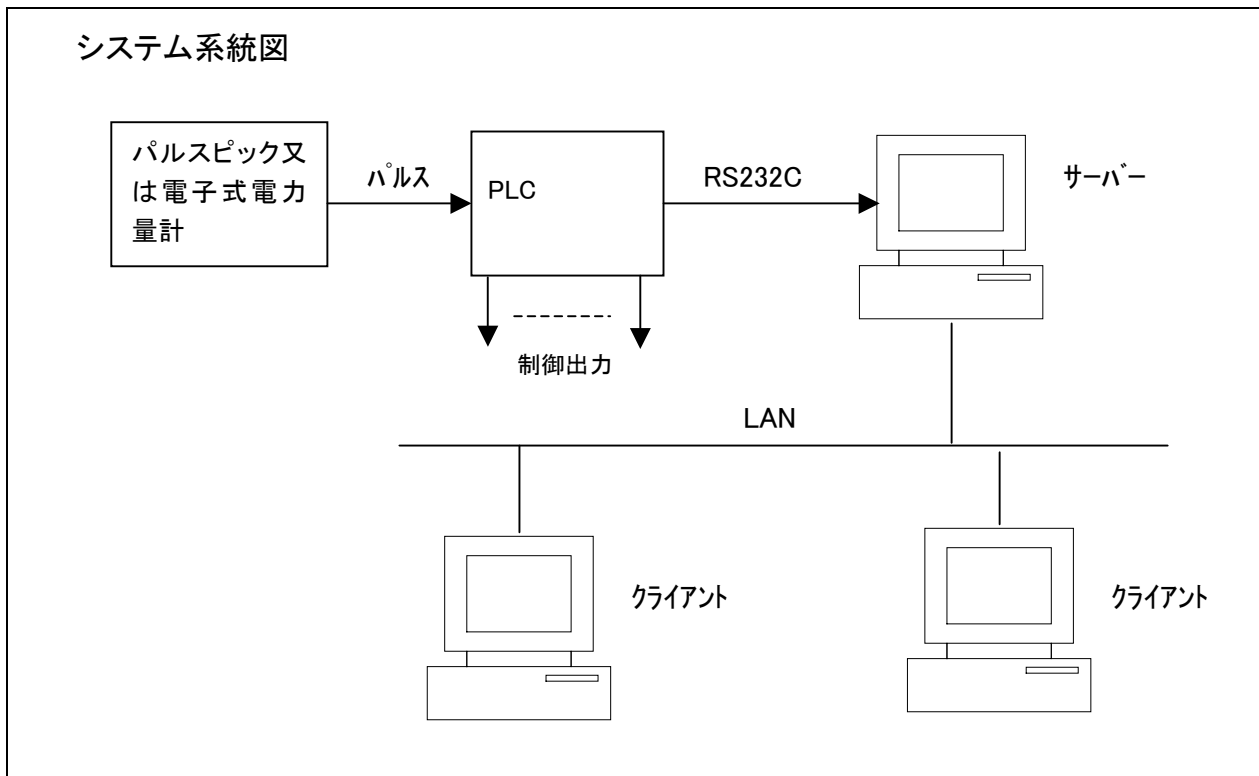 システム系統図
パルスピック又
は電子式電力
量計
ﾊﾟﾙｽ
PLC
RS232C
ｻｰﾊﾞｰ
制御出力
LAN
ｸﾗｲｱﾝﾄ
ｸﾗｲｱﾝﾄ